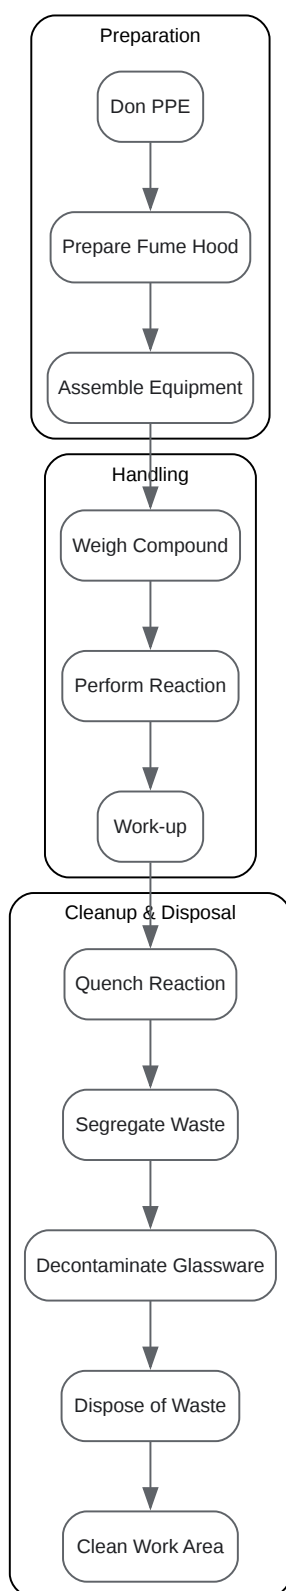 Preparation
Don PPE
Prepare Fume Hood
Assemble Equipment
Handling
Weigh Compound
Perform Reaction
Work-up
Cleanup & Disposal
Quench Reaction
Segregate Waste
Decontaminate Glassware
Dispose of Waste
Clean Work Area